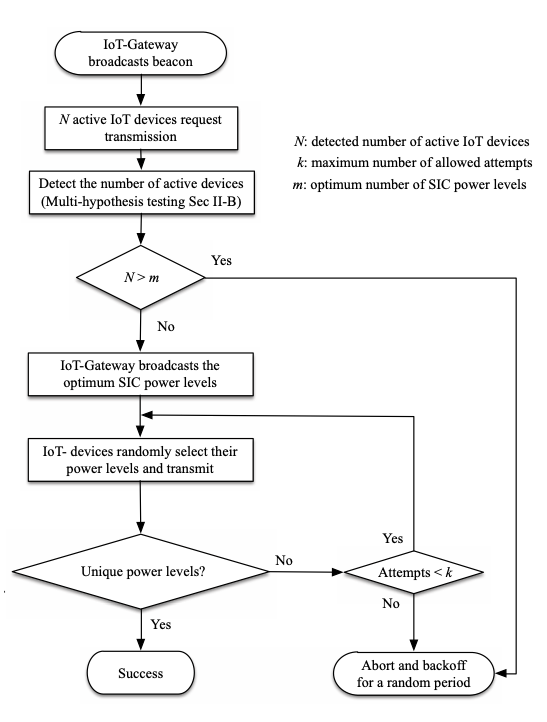 IoT-Gateway
broadcasts beacon
N active IoT devices request
transmission
N: detected number of active IoT devices
k: maximum number of allowed attempts
m: optimum number of SIC power levels
Detect the number of active devices
(Multi-hypothesis testing Sec II-B)
Yes
N > m
No
IoT-Gateway broadcasts the
optimum SIC power levels
IoT- devices randomly select their
power levels and transmit
Yes
Unique power levels?
No
Attempts < k
No
Yes
Success
Abort and backoff
for a random period